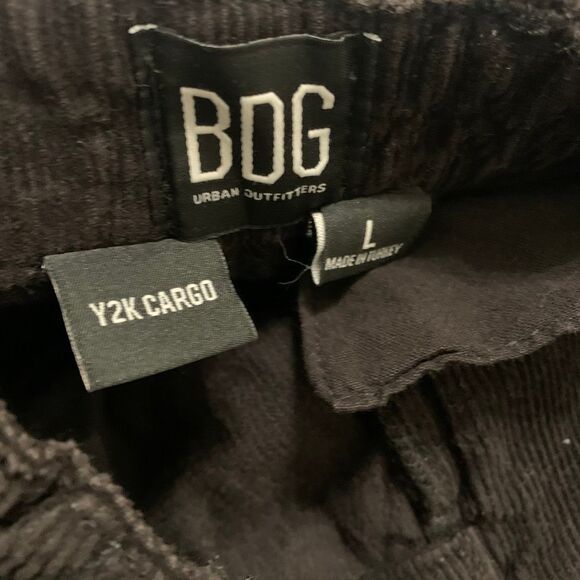 BDG
URBAN OUTFITTERS
L
MADE IN TURKEY
Y2K CARGO